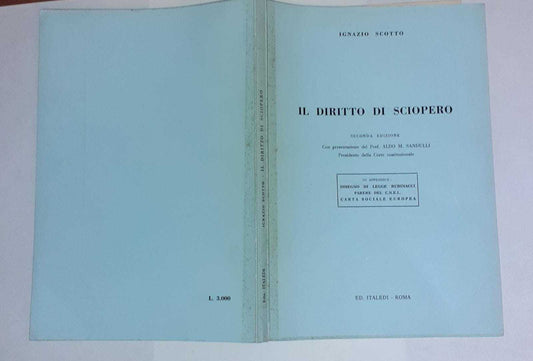 IGNAZIO SCOTTO
IL DIRITTO DI SCIOPERO
SECONDA EDIZIONE
Con presentazione del Prof. ALDO M. SANDULLI
Presidente della Corte costituzionale
IN APPENDICE:
DISEGNO DI LEGGE RUBINACCI
PARERE DEL C.N.E.L.
CARTA SOCIALE EUROPEA
ED. ITALEDI - ROMA
IGNAZIO SCOTTO - IL DIRITTO DI SCIOPERO
Ediz. ITALEDI
L. 3.000